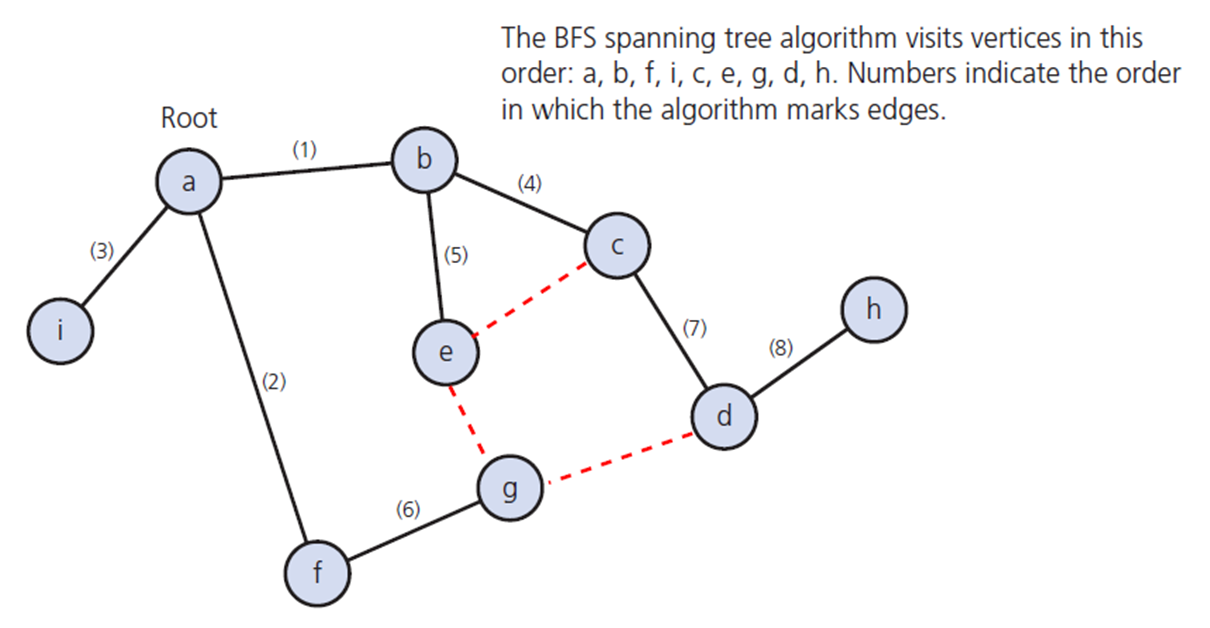 The BFS spanning tree algorithm visits vertices in this
order: a, b, f, i, c, e, g, d, h. Numbers indicate the order
in which the algorithm marks edges.
Root
(1)
b
a
(4)
(3)
(5)
c
h
i
(7)
e
(8)
(2)
d
g
(6)
f